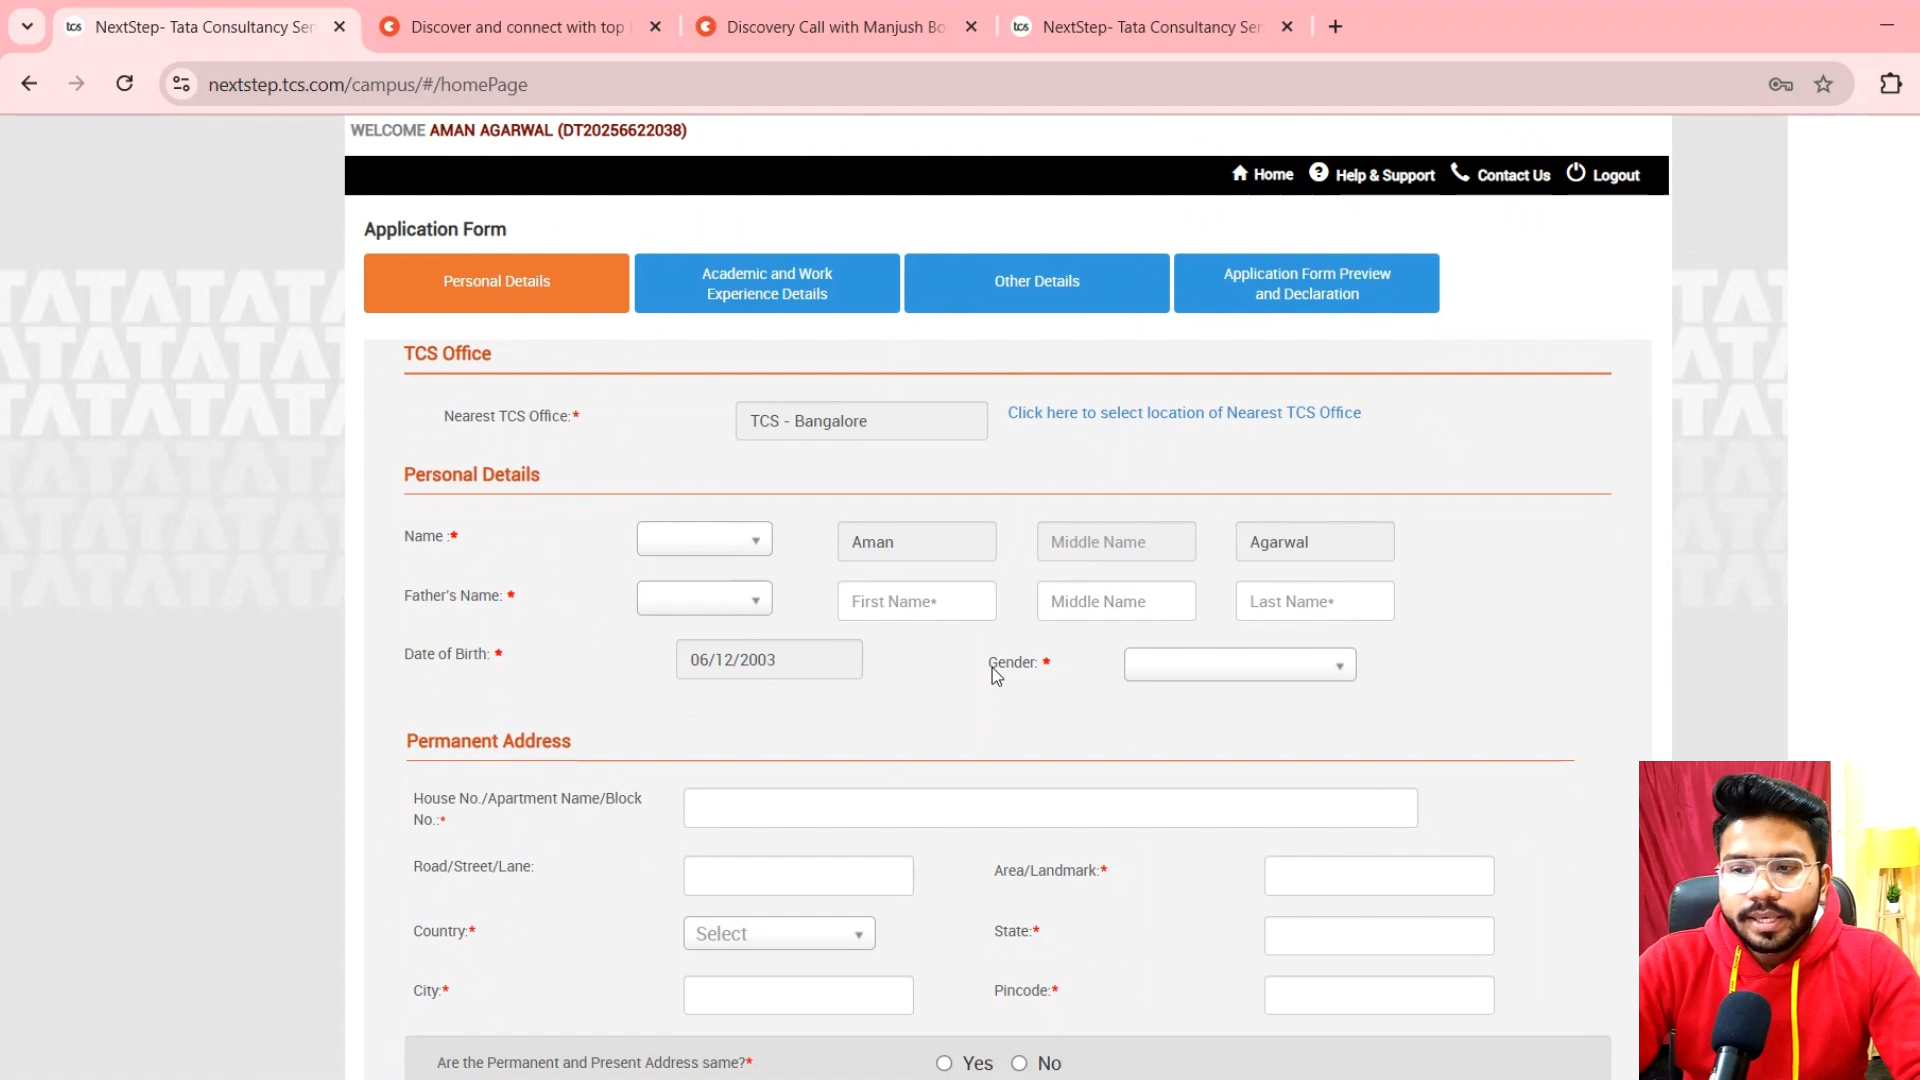 tcs NextStep- Tata Consultancy Ser
Discover and connect with top
Discovery Call with Manjush Bo
tcs NextStep- Tata Consultancy Ser
nextstep.tcs.com/campus/#/homePage
WELCOME AMAN AGARWAL (DT20256622038)
Home Help & Support Contact Us Logout
Application Form
Personal Details
Academic and Work
Experience Details
Other Details
Application Form Preview
and Declaration
TCS Office
Nearest TCS Office:* TCS - Bangalore Click here to select location of Nearest TCS Office
Personal Details
Name :* Aman Middle Name Agarwal
Father's Name: * First Name* Middle Name Last Name*
Date of Birth: * 06/12/2003 Gender: *
Permanent Address
House No./Apartment Name/Block
No.:*
Road/Street/Lane: Area/Landmark:*
Country:* Select State:*
City:* Pincode:*
Are the Permanent and Present Address same?* Yes No